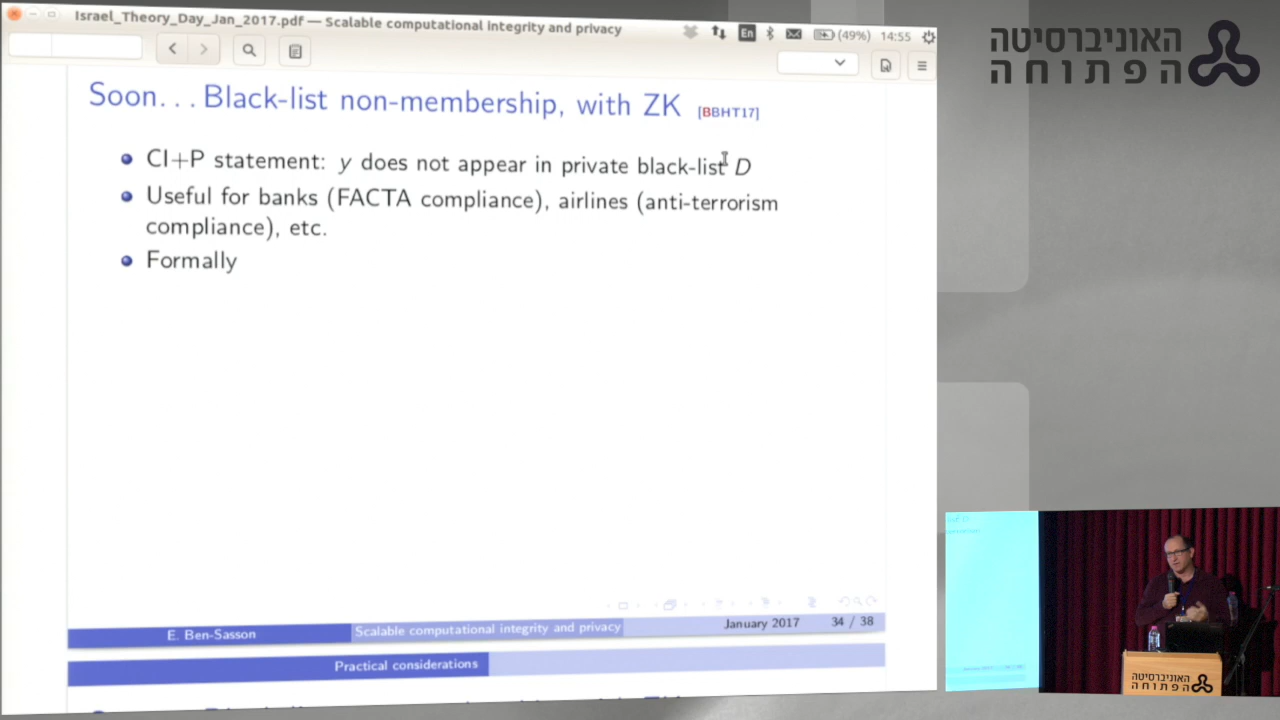 Israel_Theory_Day_Jan_2017.pdf — Scalable computational integrity and privacy
En
(49%)
14:55
האוניברסיטה
הפתוחה
Soon. . . Black-list non-membership, with ZK [BBHT17]
CI+P statement: y does not appear in private black-list D
Useful for banks (FACTA compliance), airlines (anti-terrorism
compliance), etc.
Formally
E. Ben-Sasson
Scalable computational integrity and privacy
January 2017
34 / 38
Practical considerations
האוניברסיטה
הפתוחה